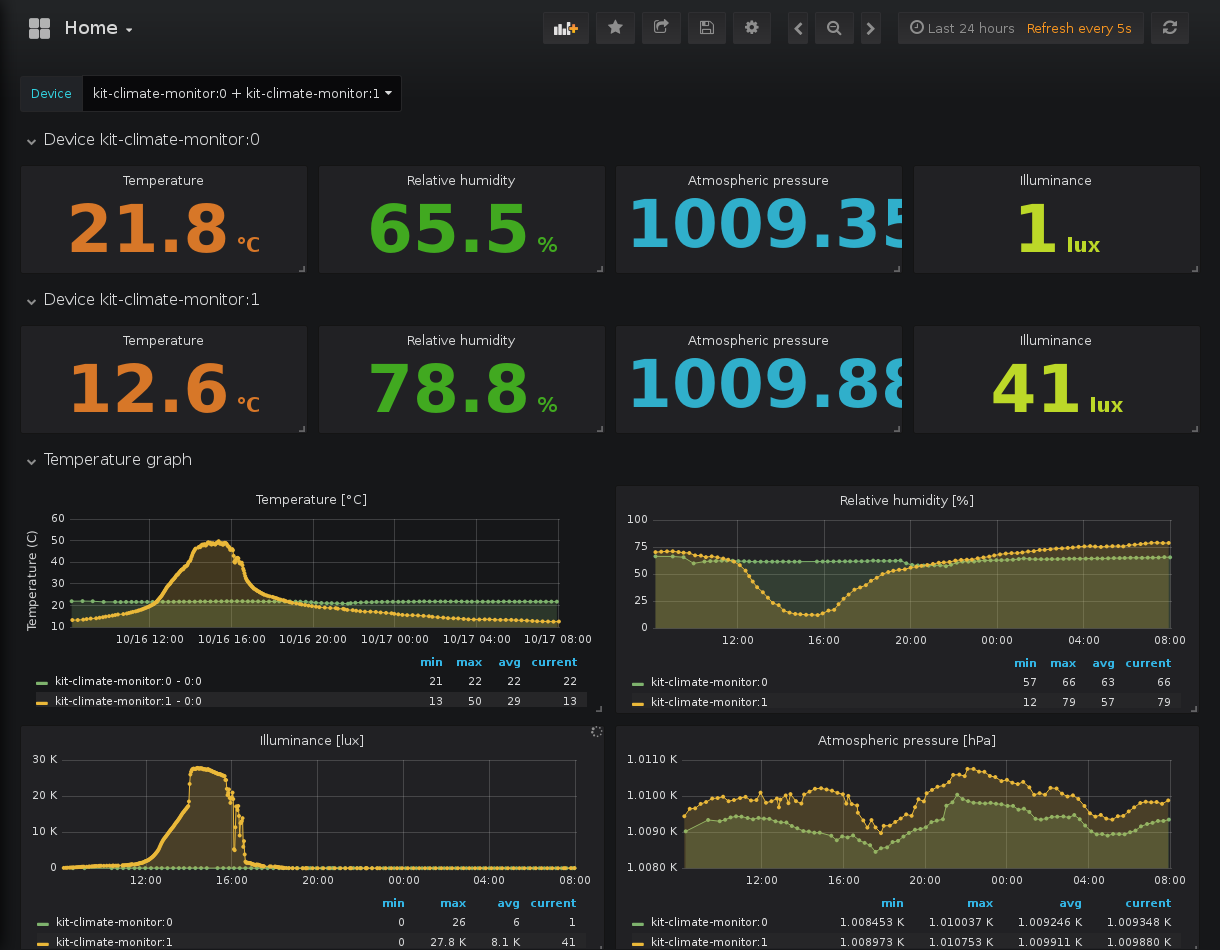 Home
Last 24 hours Refresh every 5s
Device kit-climate-monitor:0 + kit-climate-monitor:1
Device kit-climate-monitor:0
Temperature Relative humidity Atmospheric pressure Illuminance
21.8 °C 65.5 % 1009.35 1 lux
Device kit-climate-monitor:1
Temperature Relative humidity Atmospheric pressure Illuminance
12.6 °C 78.8 % 1009.88 41 lux
Temperature graph
Temperature [°C]
Temperature (C)
60
50
40
30
20
10
10/16 12:00 10/16 16:00 10/16 20:00 10/17 00:00 10/17 04:00 10/17 08:00
min max avg current
kit-climate-monitor:0 - 0:0 21 22 22 22
kit-climate-monitor:1 - 0:0 13 50 29 13
Relative humidity [%]
100
75
50
25
0
12:00 16:00 20:00 00:00 04:00 08:00
min max avg current
kit-climate-monitor:0 57 66 63 66
kit-climate-monitor:1 12 79 57 79
Illuminance [lux]
30 K
20 K
10 K
0
12:00 16:00 20:00 00:00 04:00 08:00
min max avg current
kit-climate-monitor:0 0 26 6 1
kit-climate-monitor:1 0 27.8 K 8.1 K 41
Atmospheric pressure [hPa]
1.0110 K
1.0100 K
1.0090 K
1.0080 K
12:00 16:00 20:00 00:00 04:00 08:00
min max avg current
kit-climate-monitor:0 1.008453 K 1.010037 K 1.009246 K 1.009348 K
kit-climate-monitor:1 1.008973 K 1.010753 K 1.009911 K 1.009880 K